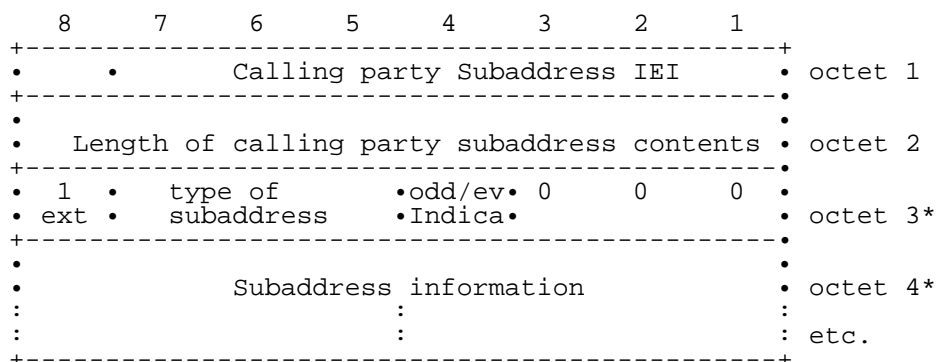 8 7 6 5 4 3 2 1
+-----------------------------------------------+
• • Calling party Subaddress IEI • octet 1
+-----------------------------------------------•
• •
• Length of calling party subaddress contents • octet 2
+-----------------------------------------------•
• 1 • type of •odd/ev• 0 0 0 •
• ext • subaddress •Indica• • octet 3*
+-----------------------------------------------•
• •
• Subaddress information • octet 4*
: : :
: : : etc.
+-----------------------------------------------+